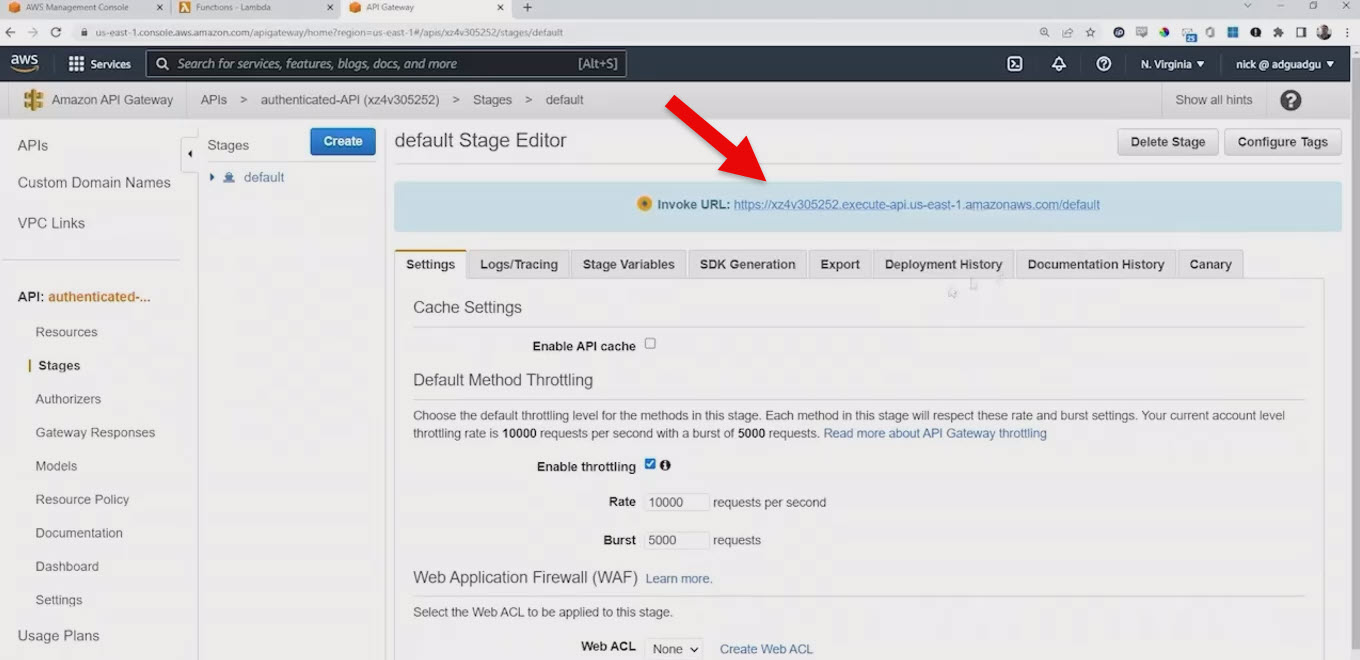 AWS Management Console
Functions - Lambda
API Gateway
us-east-1.console.aws.amazon.com/apigateway/home?region=us-east-1#/apis/xz4v305252/stages/default
25
aws
Services
Search for services, features, blogs, docs, and more
[Alt+S]
N. Virginia
nick @ adguadgu
Amazon API Gateway
APIs > authenticated-API (xz4v305252) > Stages > default
Show all hints
APIs
Custom Domain Names
VPC Links
API: authenticated-...
Resources
Stages
Authorizers
Gateway Responses
Models
Resource Policy
Documentation
Dashboard
Settings
Usage Plans
Stages
Create
default
default Stage Editor
Delete Stage
Configure Tags
Invoke URL: https://xz4v305252.execute-api.us-east-1.amazonaws.com/default
Settings
Logs/Tracing
Stage Variables
SDK Generation
Export
Deployment History
Documentation History
Canary
Cache Settings
Enable API cache
Default Method Throttling
Choose the default throttling level for the methods in this stage. Each method in this stage will respect these rate and burst settings. Your current account level
throttling rate is 10000 requests per second with a burst of 5000 requests. Read more about API Gateway throttling
Enable throttling
Rate 10000 requests per second
Burst 5000 requests
Web Application Firewall (WAF) Learn more.
Select the Web ACL to be applied to this stage.
Web ACL None Create Web ACL